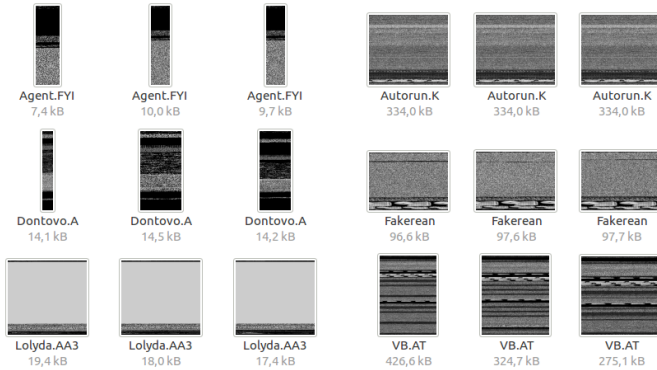 Agent.FYI Agent.FYI Agent.FYI Autorun.K Autorun.K Autorun.K
7,4 kB 10,0 kB 9,7 kB 334,0 kB 334,0 kB 334,0 kB
Dontovo.A Dontovo.A Dontovo.A Fakerean Fakerean Fakerean
14,1 kB 14,5 kB 14,2 kB 96,6 kB 97,6 kB 97,7 kB
Lolyda.AA3 Lolyda.AA3 Lolyda.AA3 VB.AT VB.AT VB.AT
19,4 kB 18,0 kB 17,4 kB 426,6 kB 324,7 kB 275,1 kB